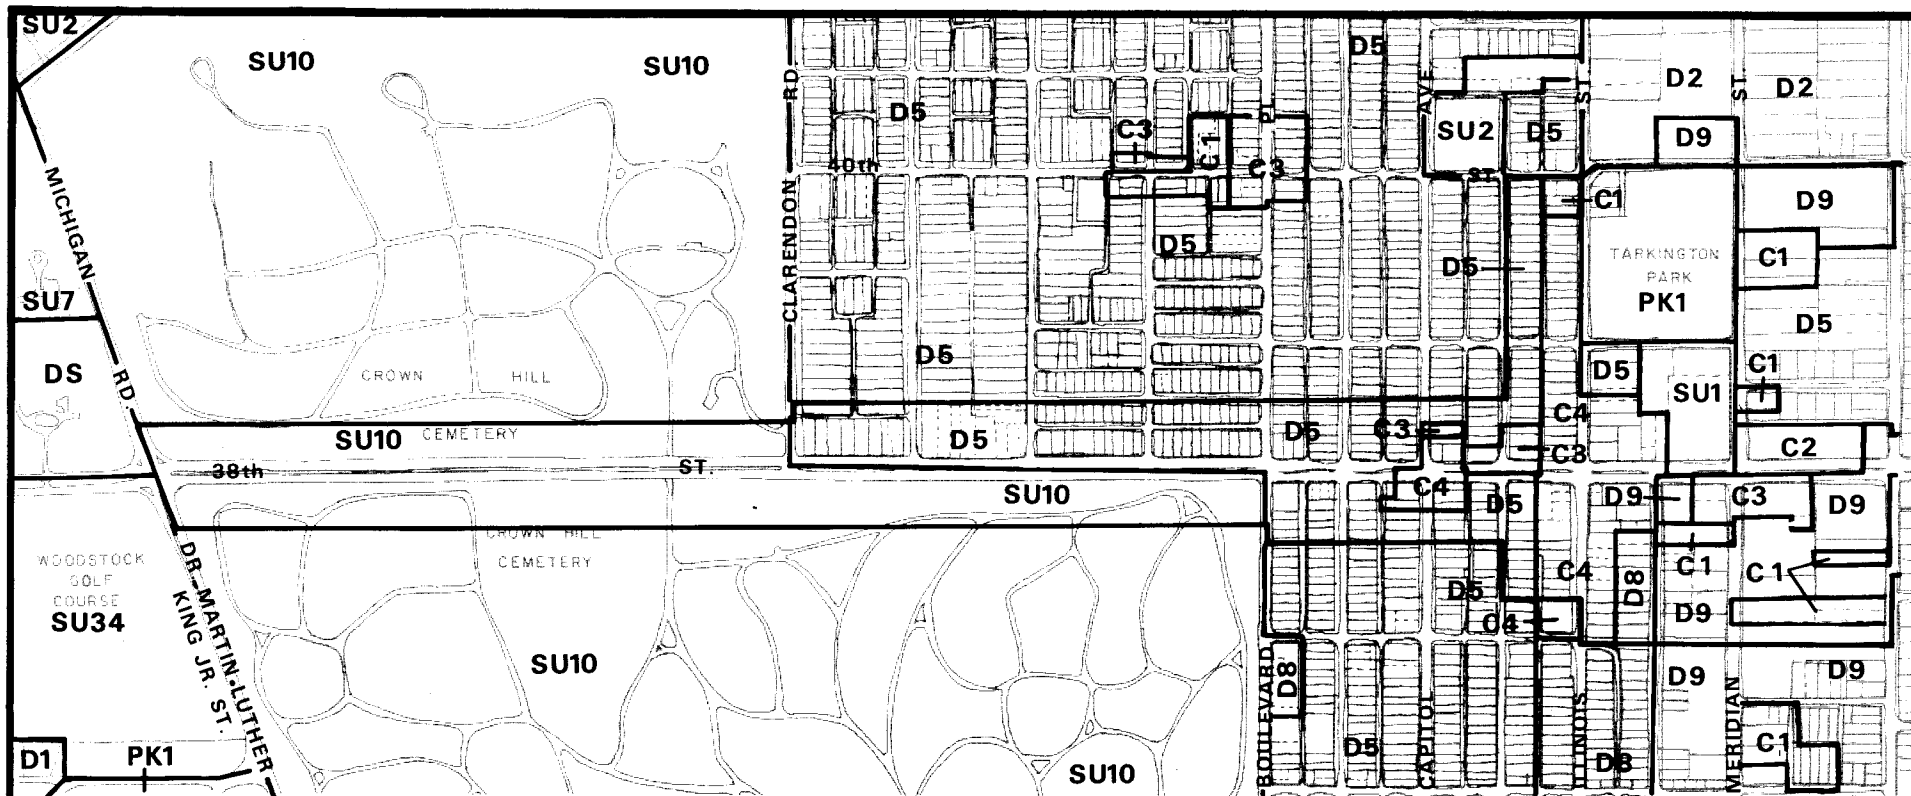 SU2
SU10
SU10
D5
D2
D2
RD.
AVE
ST
ST
PL
D5
C3
C1
C3
SU2
D5
D9
40th
ST.
C1
D9
MICHIGAN
RD
CLARENDON
D5
D5
TARKINGTON
PARK
PK1
C1
SU7
D5
DS
CROWN HILL
D5
D5
C1
SU1
C4
SU10
CEMETERY
D5
D5
C3
C3
C2
38th
ST.
SU10
C4
D5
D9
C3
D9
WOODSTOCK
GOLF
COURSE
SU34
CROWN HILL
CEMETERY
DR. MARTIN LUTHER
KING JR. ST.
D5
C4
D8
C1
C1
C4
D9
SU10
BOULEVARD
D8
CAPITOL
ILLINOIS
D9
MERIDIAN
D9
D1
PK1
SU10
D5
D8
C1